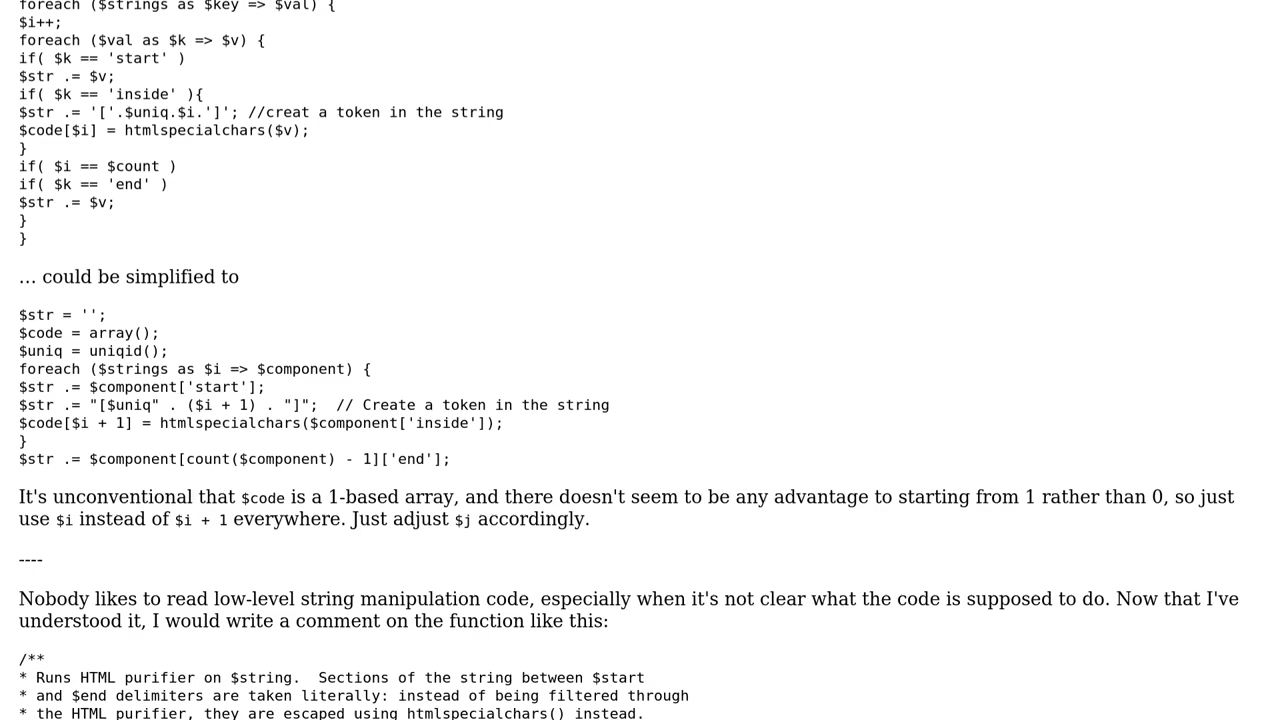 foreach ($strings as $key => $val) {
$i++;
foreach ($val as $k => $v) {
if( $k == 'start' )
$str .= $v;
if( $k == 'inside' ){
$str .= '['.$uniq.$i.']'; //creat a token in the string
$code[$i] = htmlspecialchars($v);
}
if( $i == $count )
if( $k == 'end' )
$str .= $v;
}
}
... could be simplified to
$str = '';
$code = array();
$uniq = uniqid();
foreach ($strings as $i => $component) {
$str .= $component['start'];
$str .= "[$uniq" . ($i + 1) . "]";  // Create a token in the string
$code[$i + 1] = htmlspecialchars($component['inside']);
}
$str .= $component[count($component) - 1]['end'];
It's unconventional that $code is a 1-based array, and there doesn't seem to be any advantage to starting from 1 rather than 0, so just
use $i instead of $i + 1 everywhere. Just adjust $j accordingly.
----
Nobody likes to read low-level string manipulation code, especially when it's not clear what the code is supposed to do. Now that I've
understood it, I would write a comment on the function like this:
/**
* Runs HTML purifier on $string.  Sections of the string between $start
* and $end delimiters are taken literally: instead of being filtered through
* the HTML purifier, they are escaped using htmlspecialchars() instead.